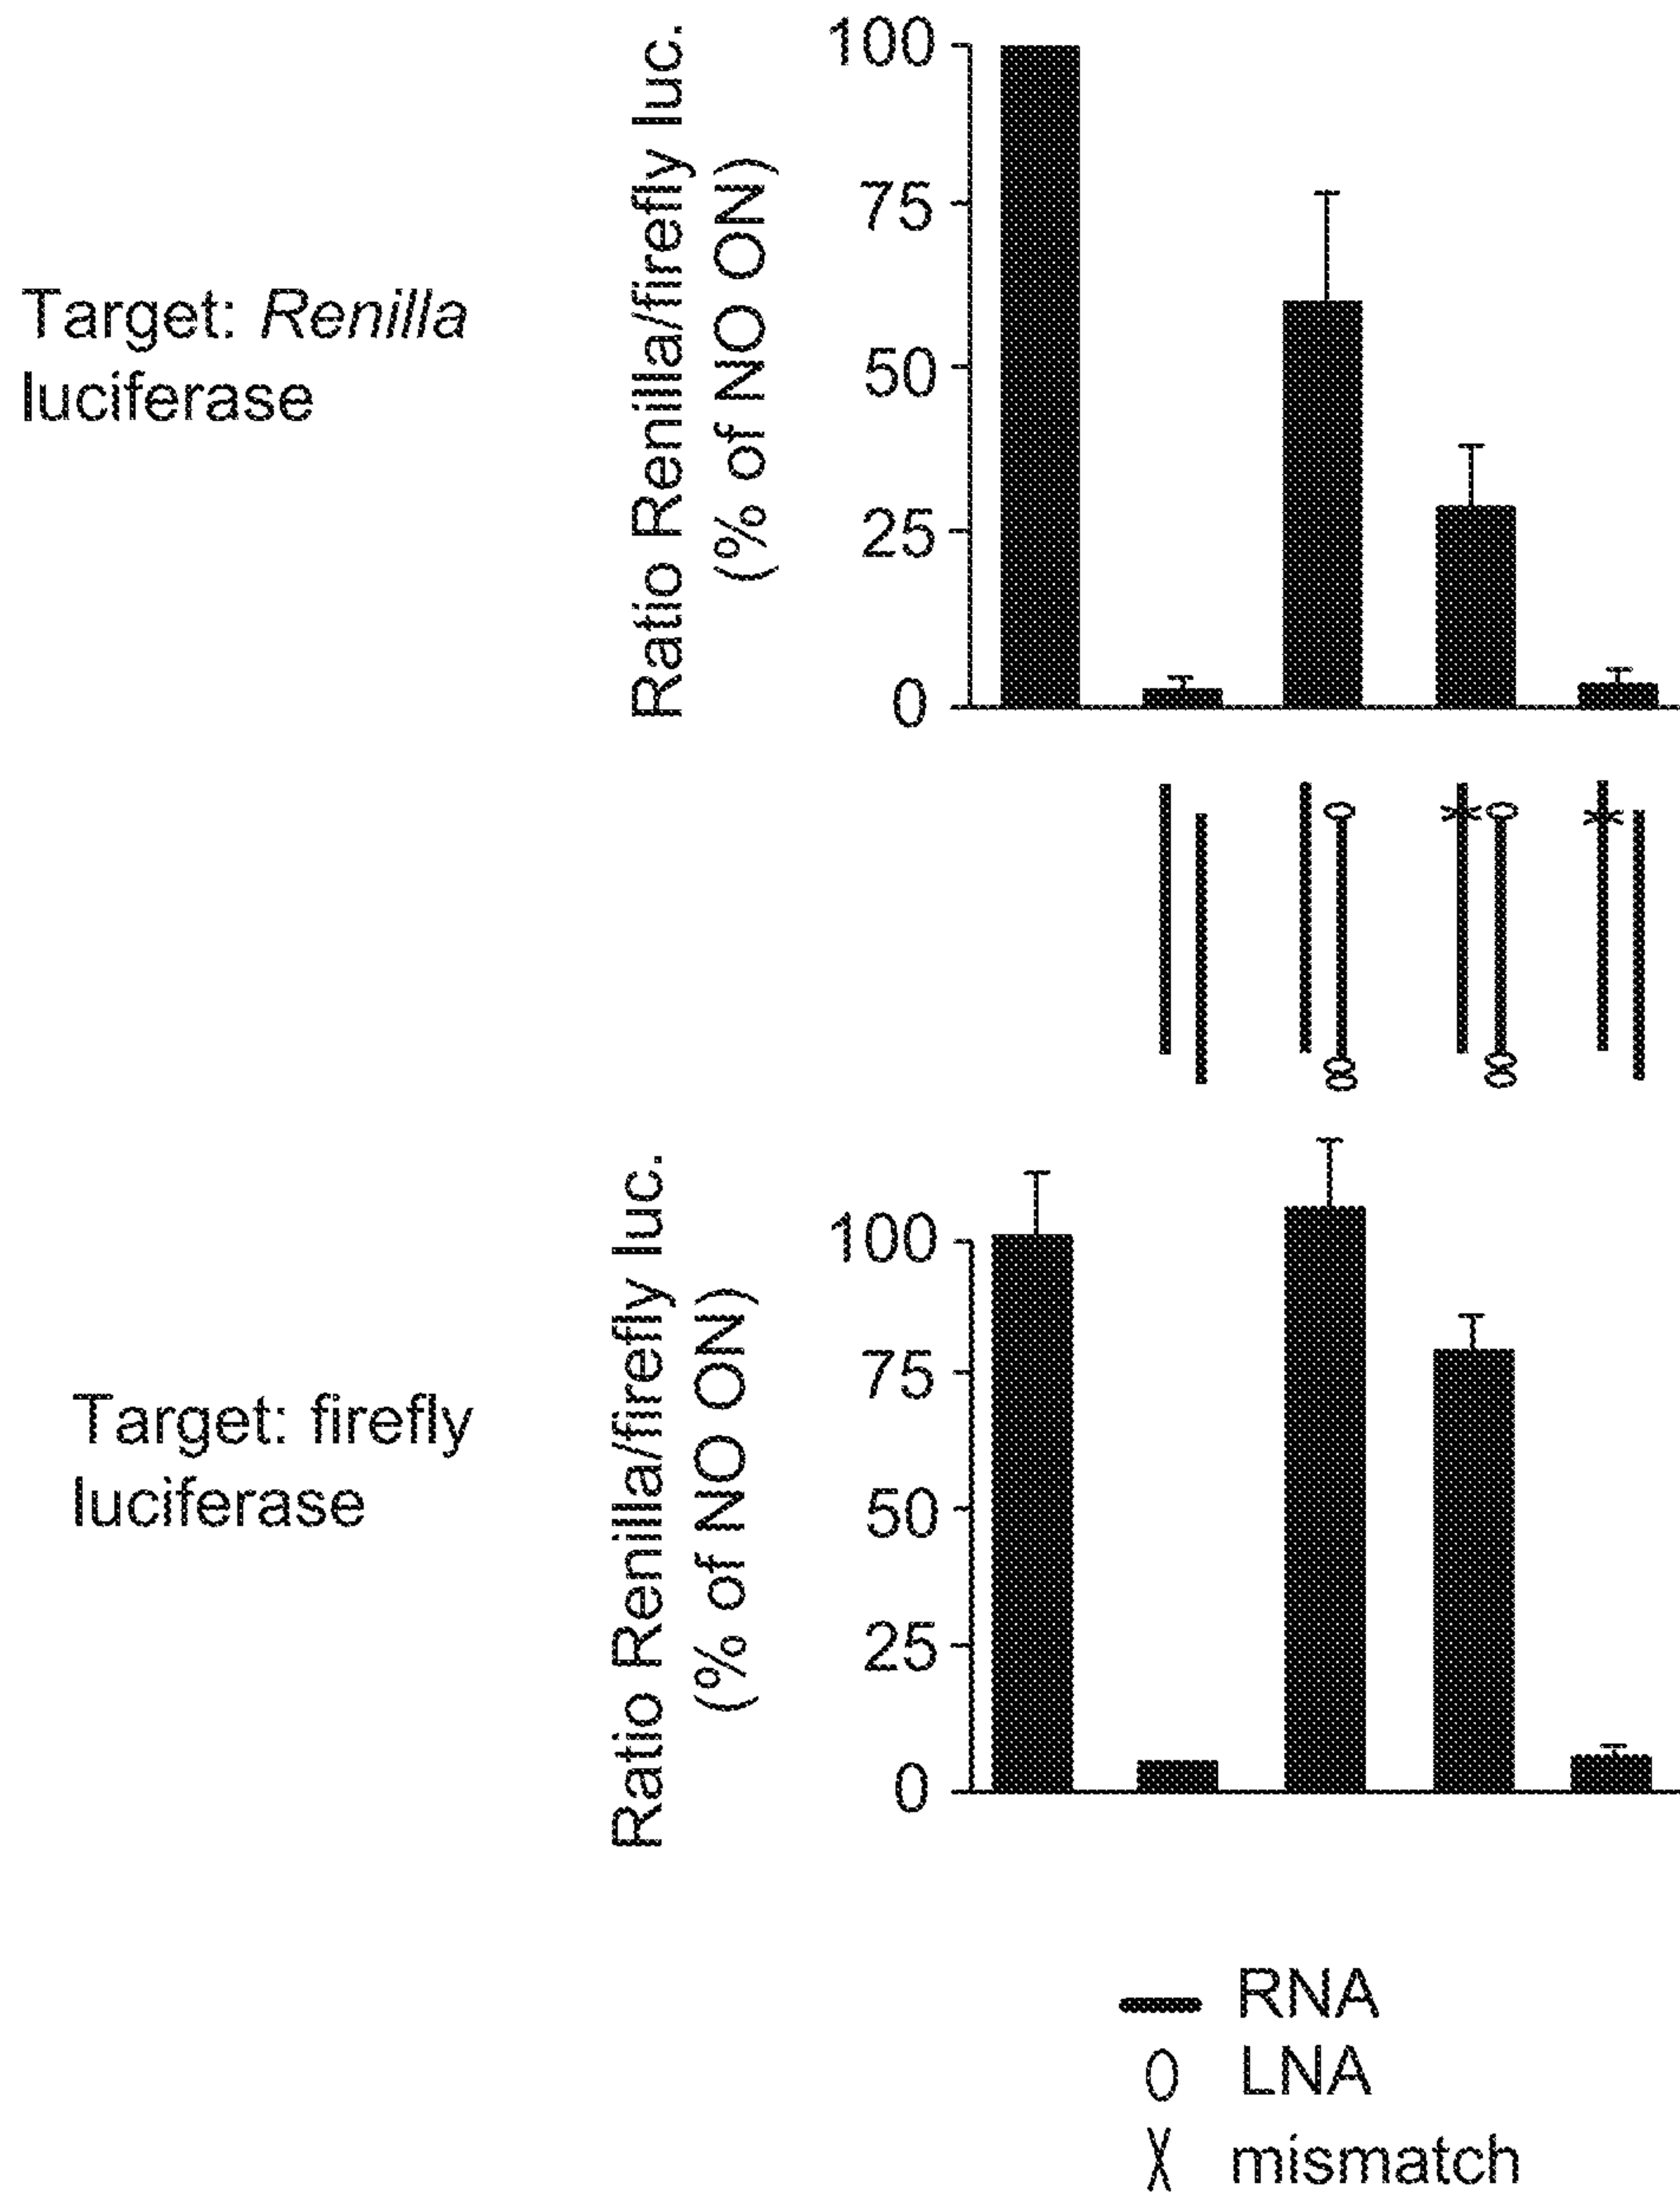 Target: Renilla
luciferase
Ratio Renilla/firefly luc.
(% of NO ON)
100
75
50
25
0
Target: firefly
luciferase
Ratio Renilla/firefly luc.
(% of NO ON)
100
75
50
25
0
RNA
LNA
mismatch